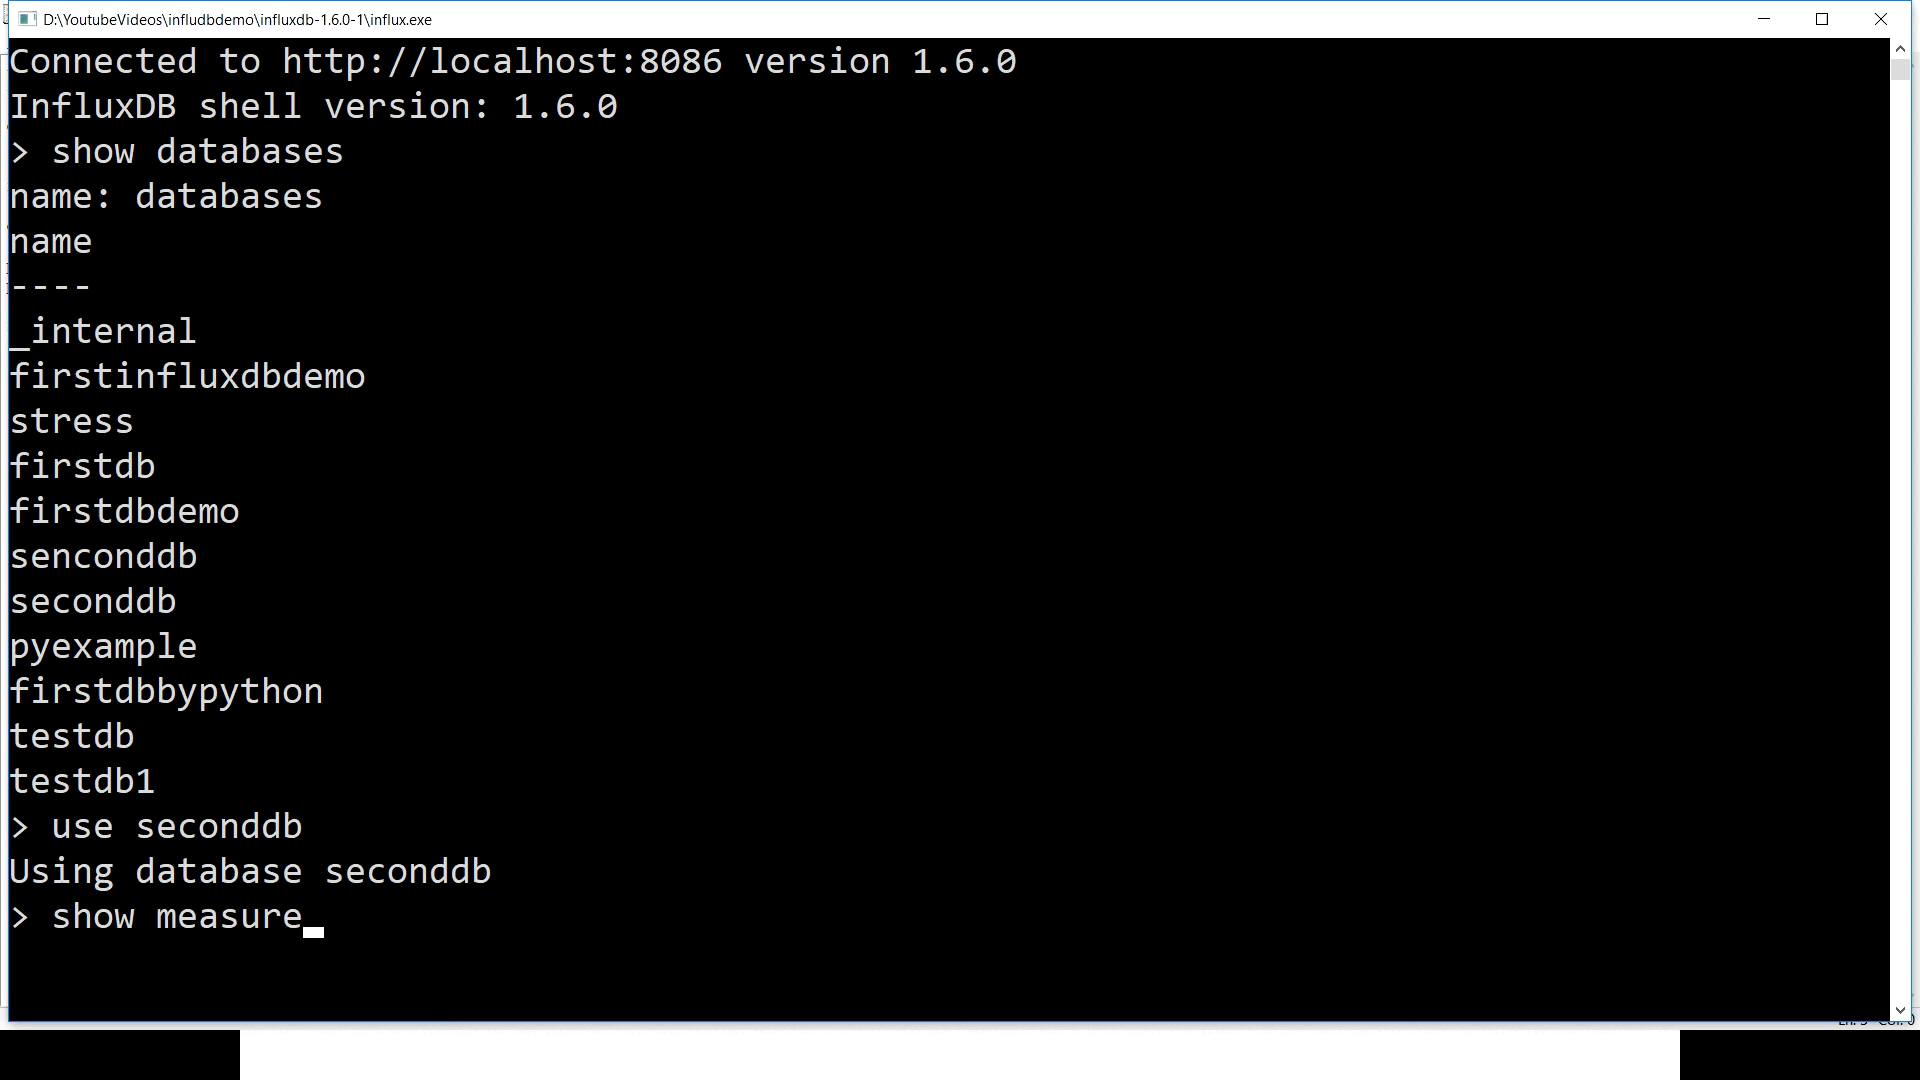 D:\YoutubeVideos\infludbdemo\influxdb-1.6.0-1\influx.exe
Connected to http://localhost:8086 version 1.6.0
InfluxDB shell version: 1.6.0
> show databases
name: databases
name
----
_internal
firstinfluxdbdemo
stress
firstdb
firstdbdemo
senconddb
seconddb
pyexample
firstdbbypython
testdb
testdb1
> use seconddb
Using database seconddb
> show measure